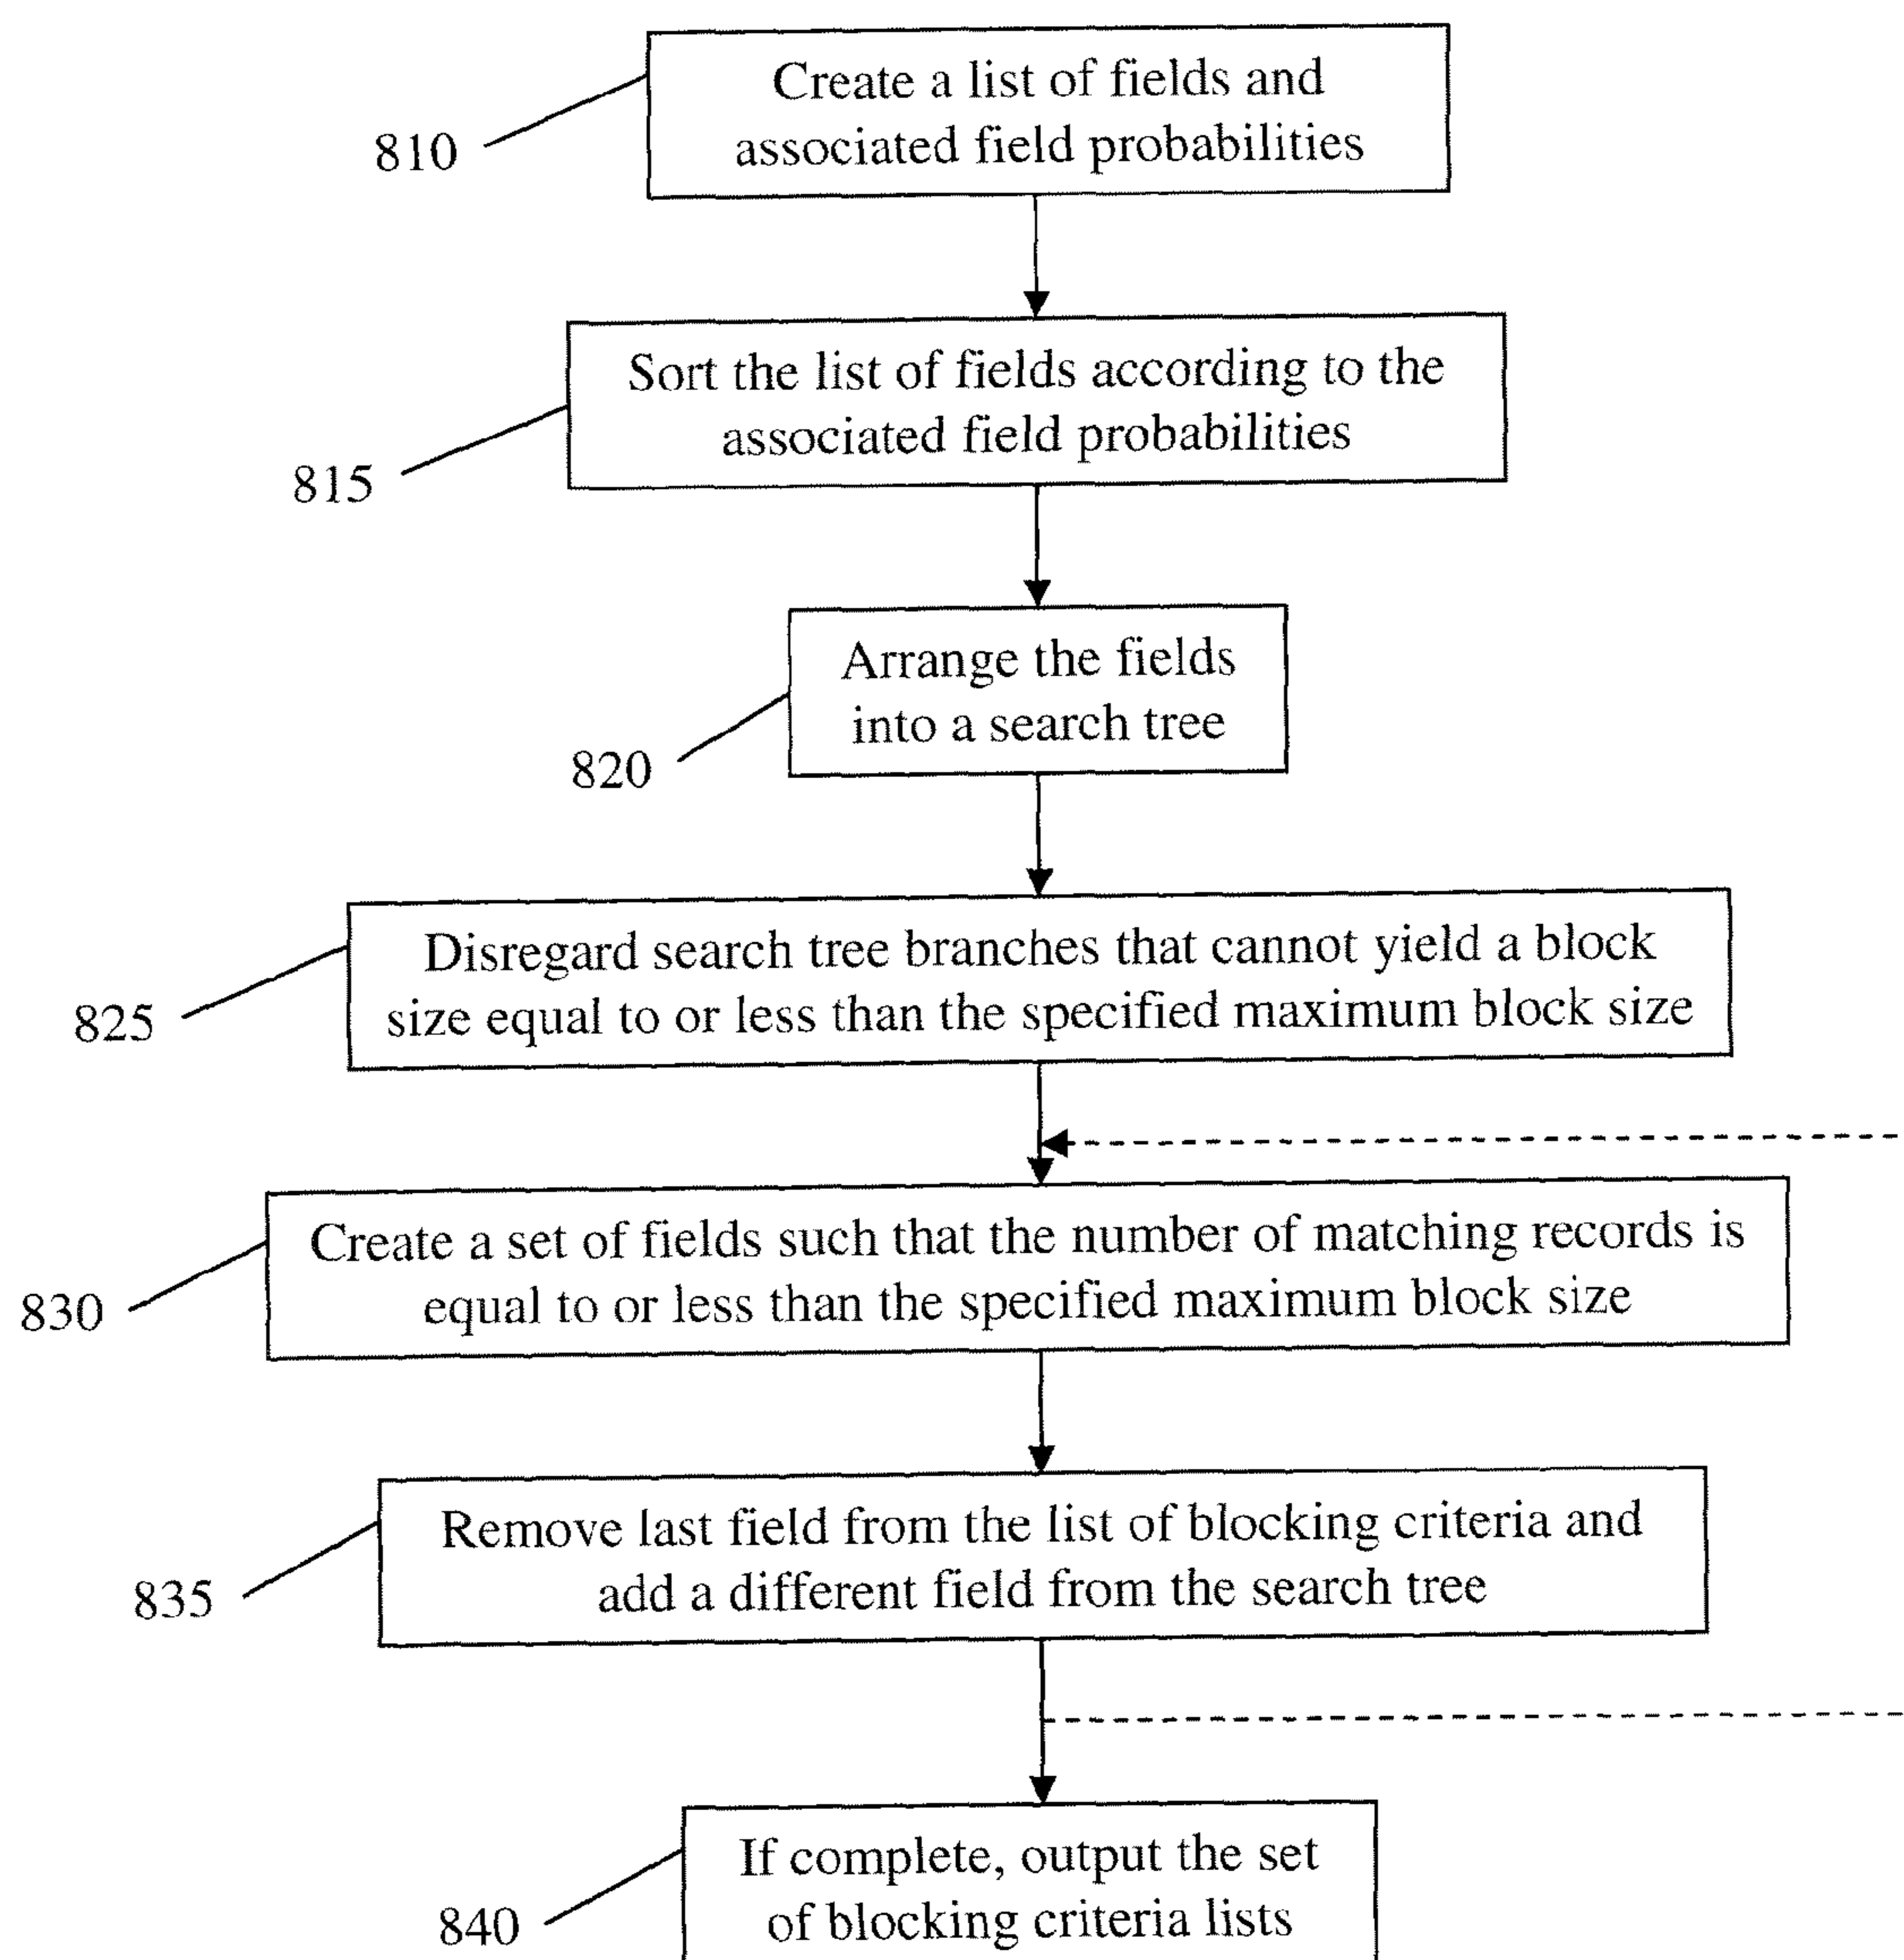 Create a list of fields and
associated field probabilities
810
Sort the list of fields according to the
associated field probabilities
815
Arrange the fields
into a search tree
820
Disregard search tree branches that cannot yield a block
size equal to or less than the specified maximum block size
825
Create a set of fields such that the number of matching records is
equal to or less than the specified maximum block size
830
Remove last field from the list of blocking criteria and
add a different field from the search tree
835
If complete, output the set
of blocking criteria lists
840